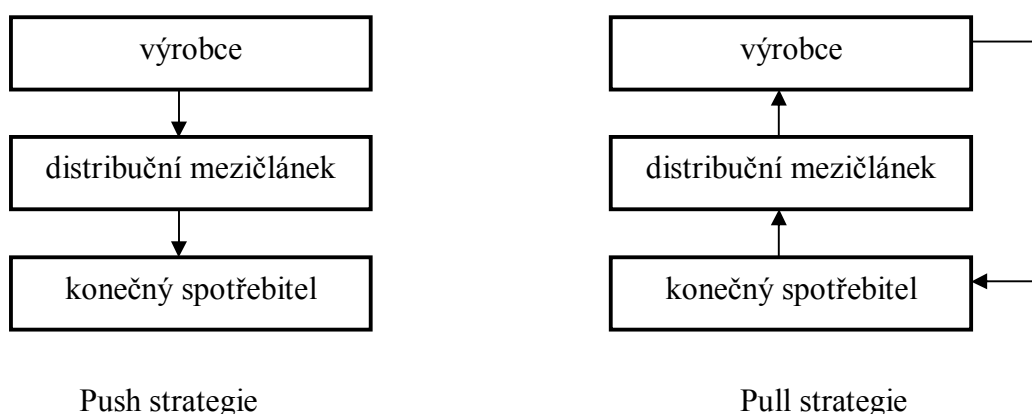 výrobce
distribuční mezičlánek
konečný spotřebitel
Push strategie
výrobce
distribuční mezičlánek
konečný spotřebitel
Pull strategie